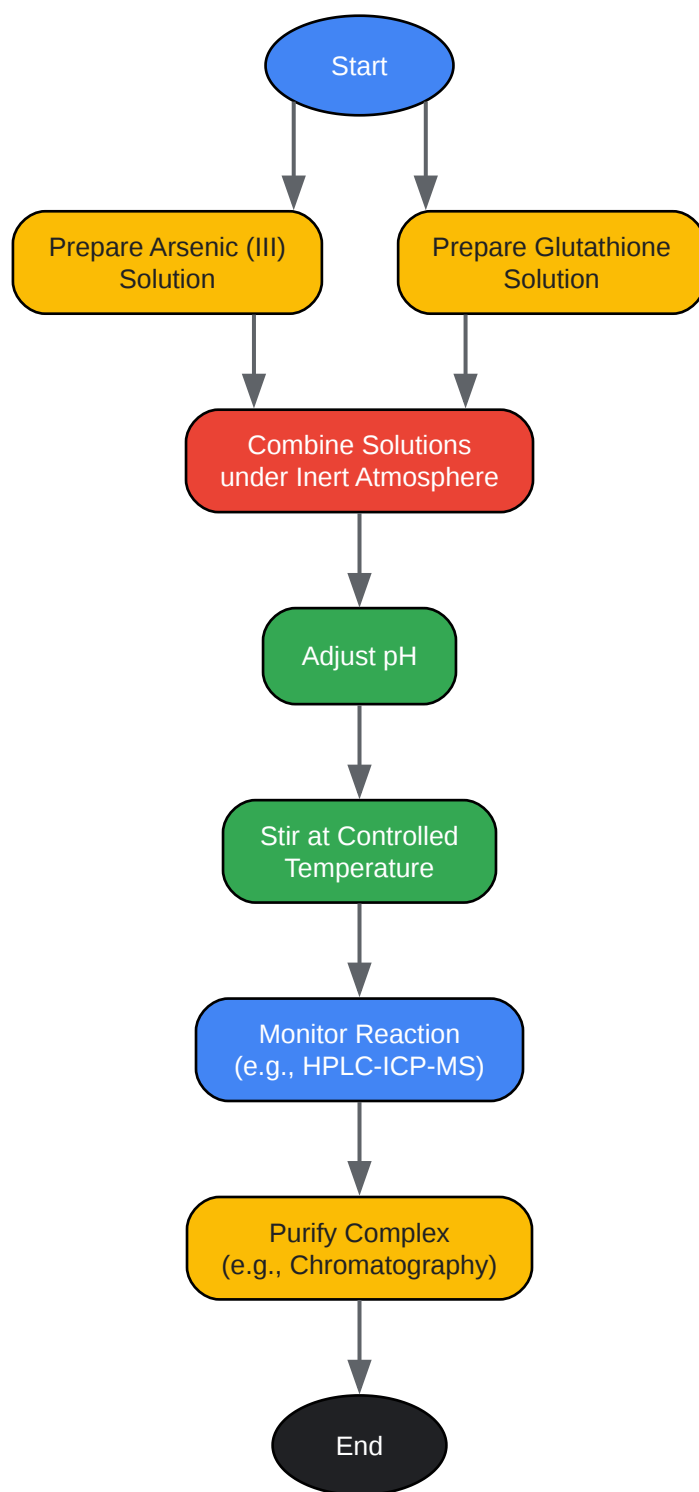 Start
Prepare Arsenic (III)
Solution
Prepare Glutathione
Solution
Combine Solutions
under Inert Atmosphere
Adjust pH
Stir at Controlled
Temperature
Monitor Reaction
(e.g., HPLC-ICP-MS)
Purify Complex
(e.g., Chromatography)
End